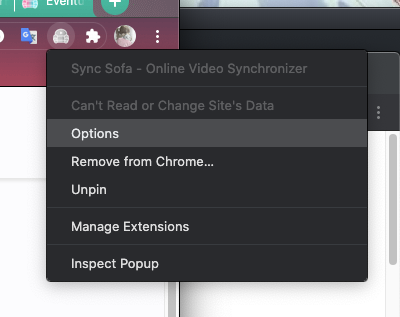 Sync Sofa - Online Video Synchronizer
Can't Read or Change Site's Data
Options
Remove from Chrome...
Unpin
Manage Extensions
Inspect Popup